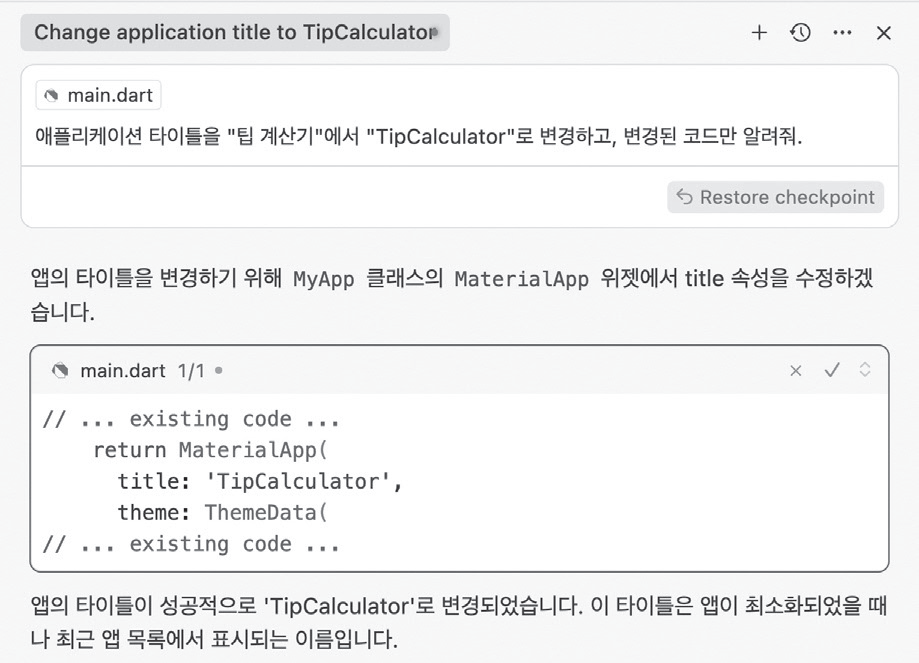 Change application title to TipCalculator
main.dart
애플리케이션 타이틀을 "팁 계산기"에서 "TipCalculator"로 변경하고, 변경된 코드만 알려줘.
Restore checkpoint
앱의 타이틀을 변경하기 위해 MyApp 클래스의 MaterialApp 위젯에서 title 속성을 수정하겠
습니다.
main.dart 1/1
// ... existing code ...
return MaterialApp(
title: 'TipCalculator',
theme: ThemeData(
// ... existing code ...
앱의 타이틀이 성공적으로 'TipCalculator'로 변경되었습니다. 이 타이틀은 앱이 최소화되었을 때
나 최근 앱 목록에서 표시되는 이름입니다.